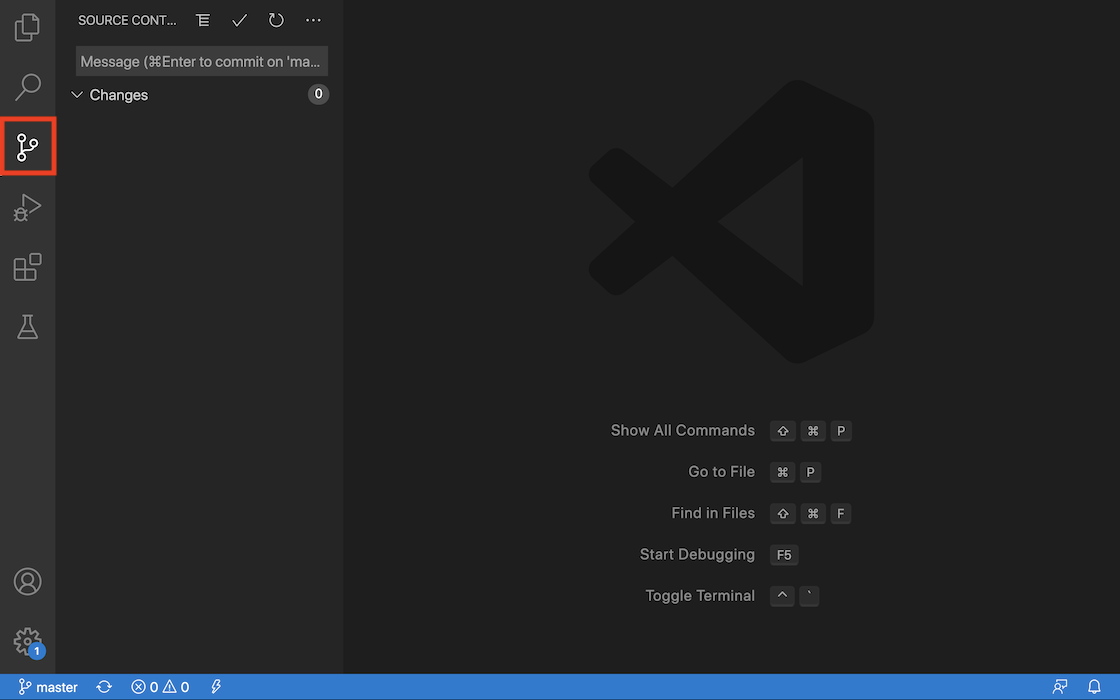 SOURCE CONT...
Message (⌘Enter to commit on 'ma...
Changes 0
Show All Commands ⇧ ⌘ P
Go to File ⌘ P
Find in Files ⇧ ⌘ F
Start Debugging F5
Toggle Terminal ^ `
1
master 0 0